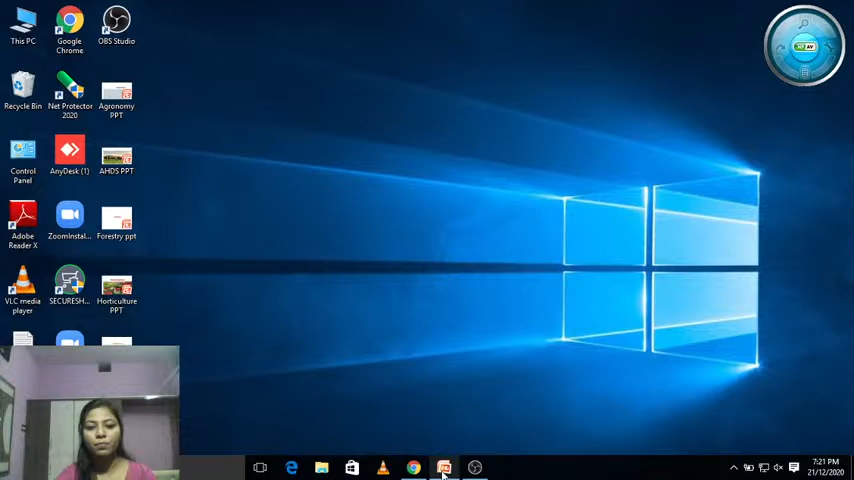 This PC
Google
Chrome
OBS Studio
Recycle Bin
Net Protector
2020
Agronomy
PPT
Control
Panel
AnyDesk (1)
AHDS PPT
Adobe
Reader X
ZoomInstal...
Forestry ppt
VLC media
player
SECURESH...
Horticulture
PPT
7:21 PM
21/12/2020